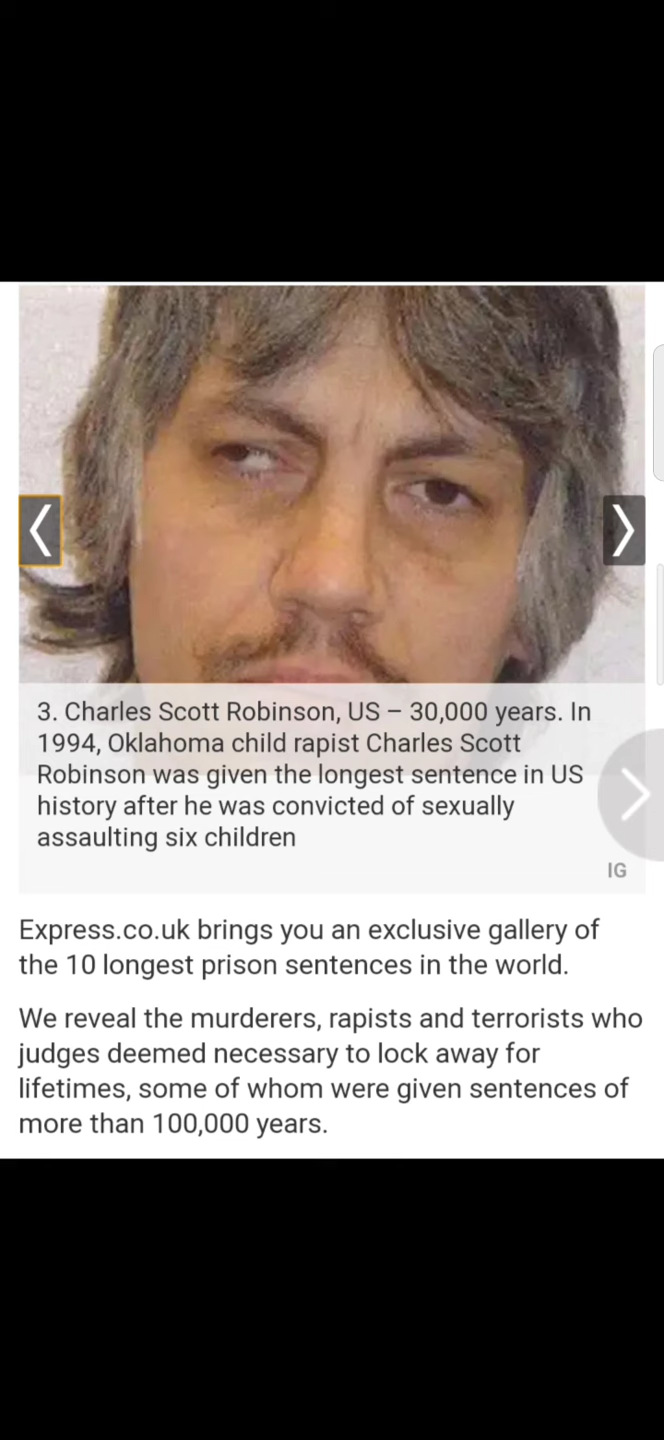 3. Charles Scott Robinson, US – 30,000 years. In
1994, Oklahoma child rapist Charles Scott
Robinson was given the longest sentence in US
history after he was convicted of sexually
assaulting six children
IG
Express.co.uk brings you an exclusive gallery of
the 10 longest prison sentences in the world.
We reveal the murderers, rapists and terrorists who
judges deemed necessary to lock away for
lifetimes, some of whom were given sentences of
more than 100,000 years.